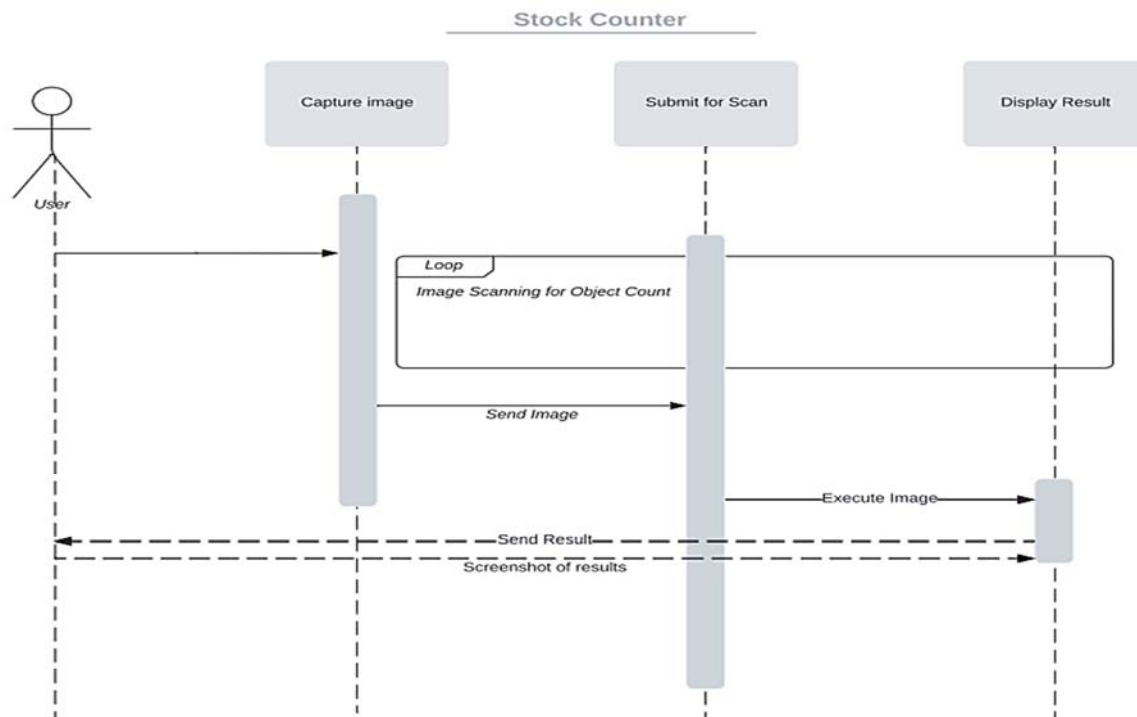 Stock Counter
Capture image
Submit for Scan
Display Result
User
Loop
Image Scanning for Object Count
Send Image
Execute Image
Send Result
Screenshot of results